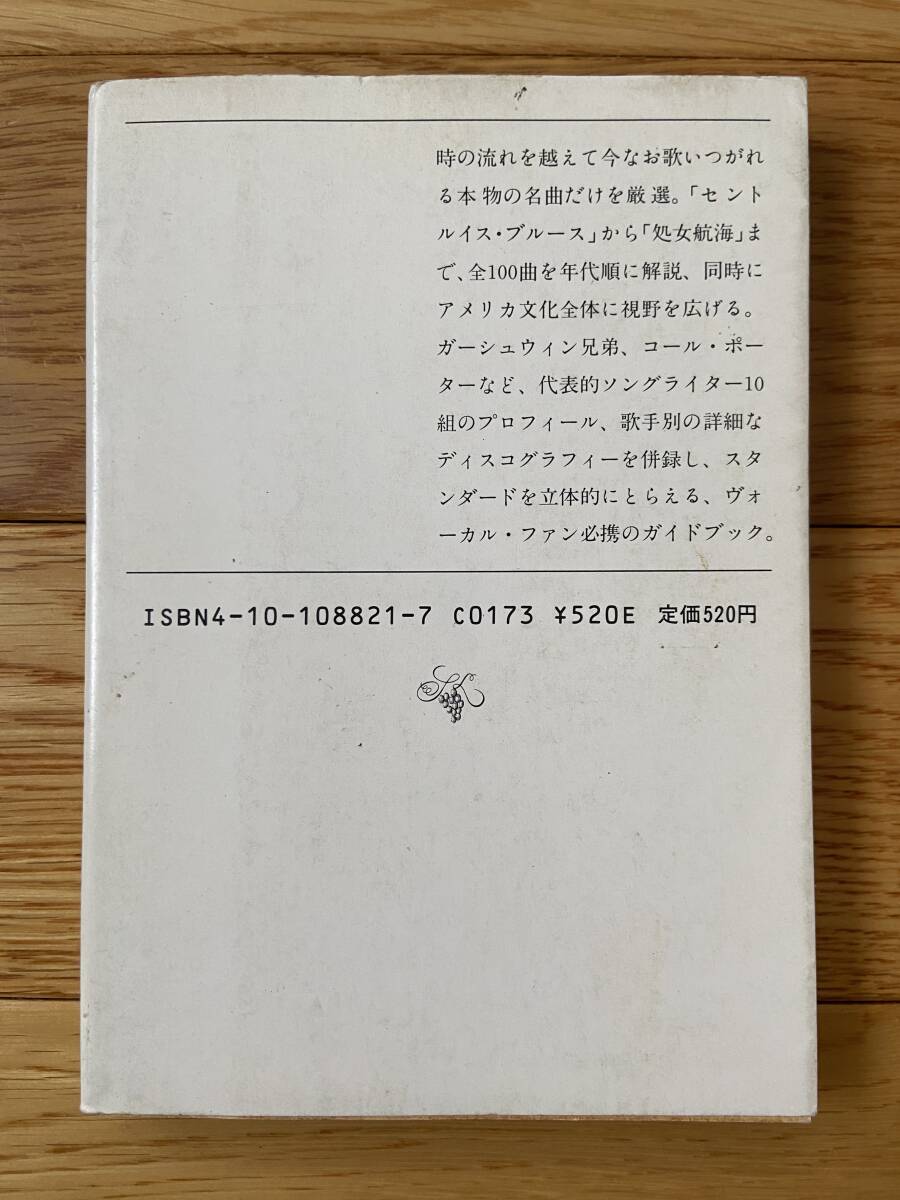 時の流れを越えて今なお歌いつがれ
る本物の名曲だけを厳選。「セント
ルイス・ブルース」から「処女航海」ま
で、全100曲を年代順に解説、同時に
アメリカ文化全体に視野を広げる。
ガーシュウィン兄弟、コール・ポー
ターなど、代表的ソングライター10
組のプロフィール、歌手別の詳細な
ディスコグラフィーを併録し、スタ
ンダードを立体的にとらえる、ヴォ
ーカル・ファン必携のガイドブック。
ISBN4-10-108821-7 C0173 ¥520E 定価520円